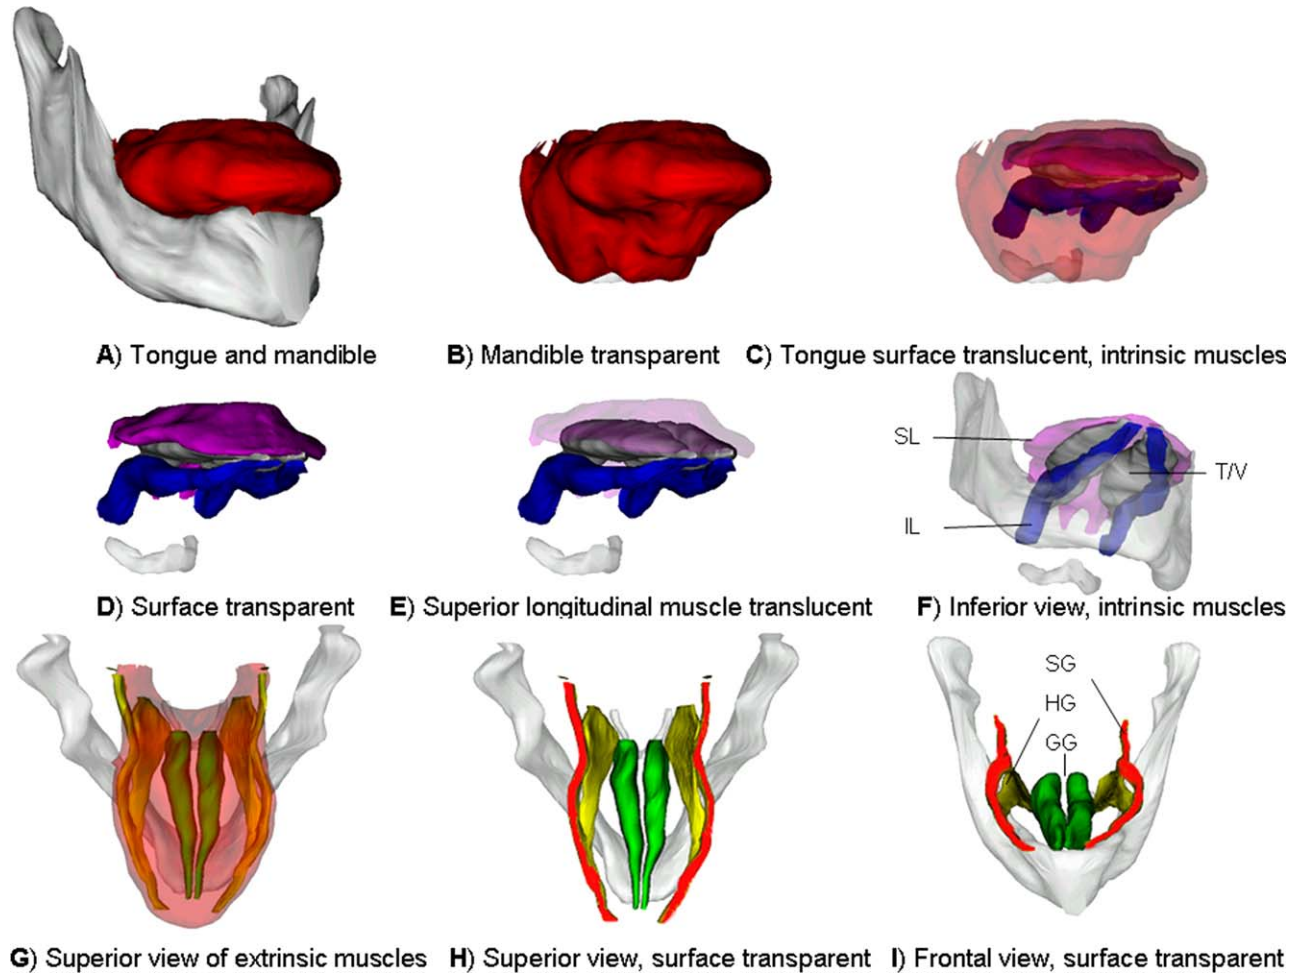 A) Tongue and mandible
B) Mandible transparent
C) Tongue surface translucent, intrinsic muscles
SL
T/V
IL
D) Surface transparent
E) Superior longitudinal muscle translucent
F) Inferior view, intrinsic muscles
SG
HG
GG
G) Superior view of extrinsic muscles
H) Superior view, surface transparent
I) Frontal view, surface transparent